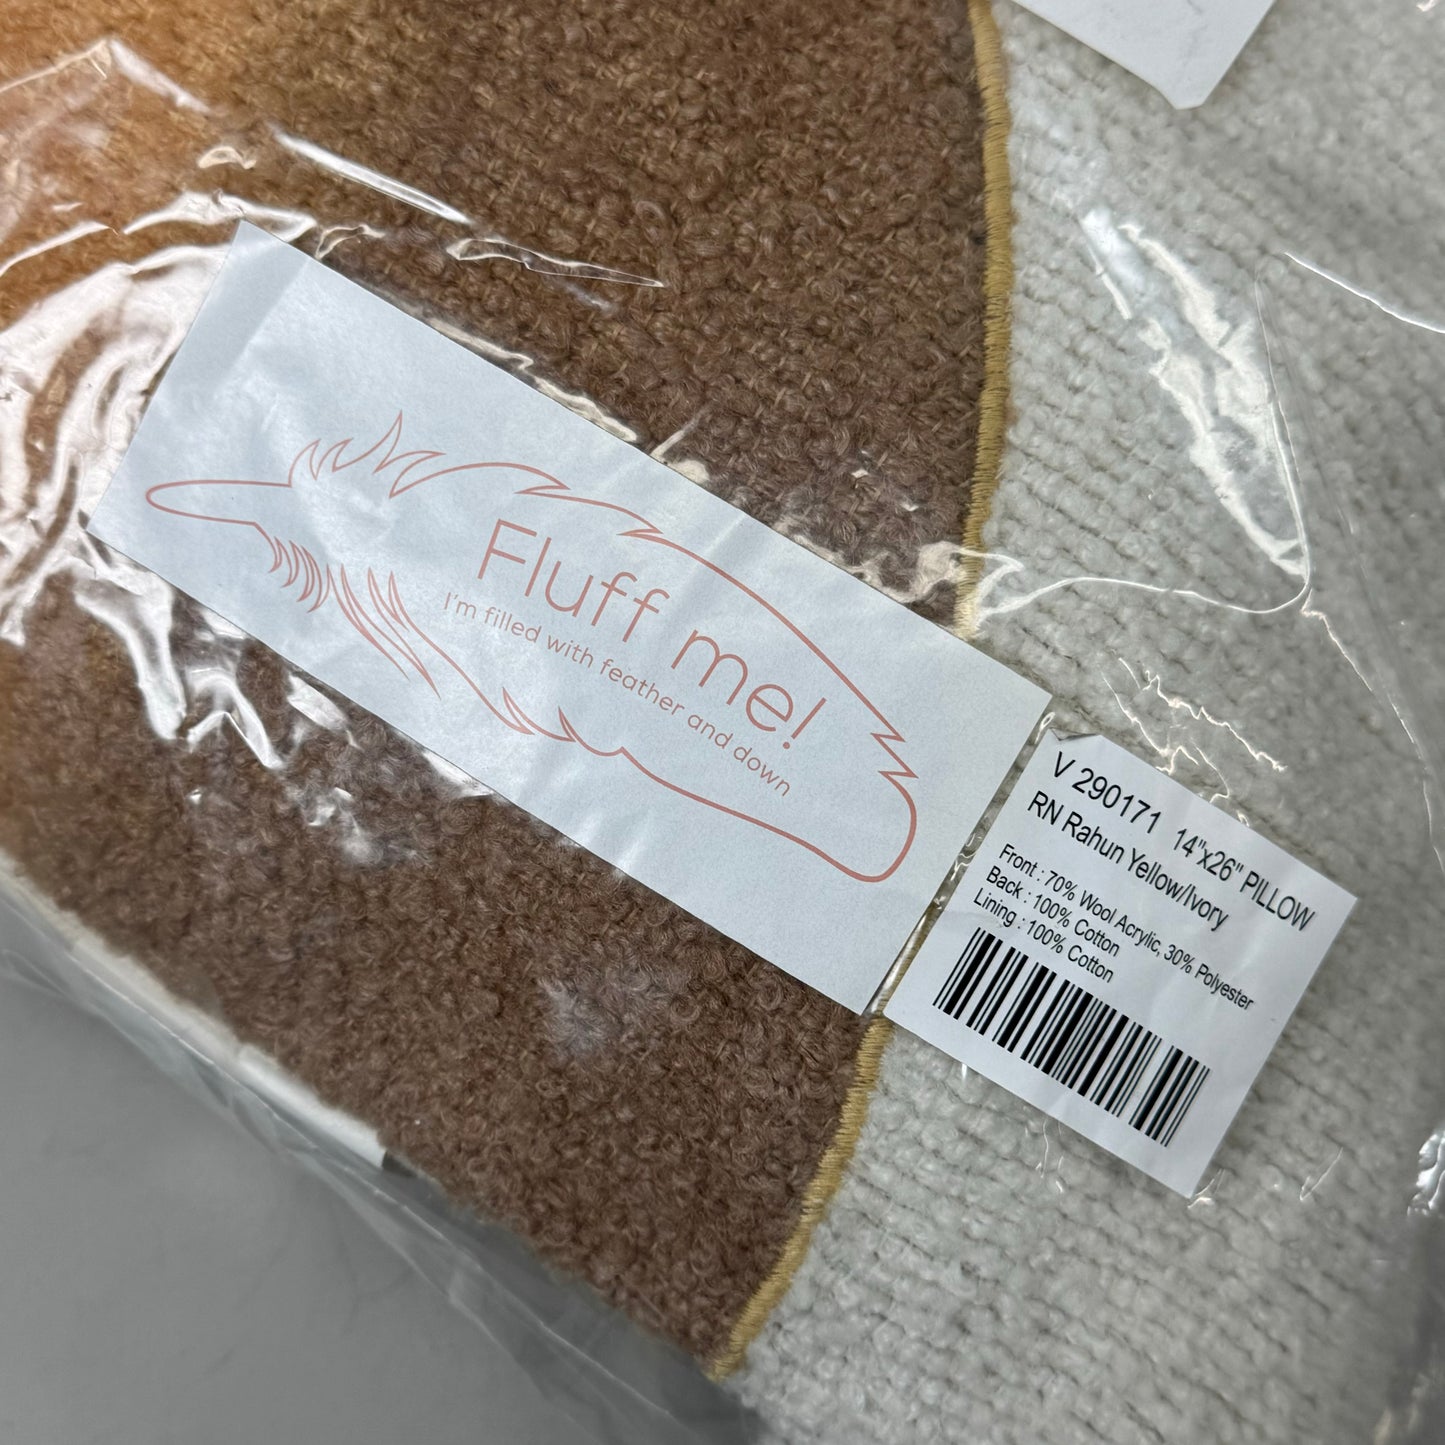 Fluff me!
I'm filled with feather and down
V 290171 14"x26" PILLOW
RN Rahun Yellow/Ivory
Front : 70% Wool Acrylic, 30% Polyester
Back : 100% Cotton
Lining : 100% Cotton